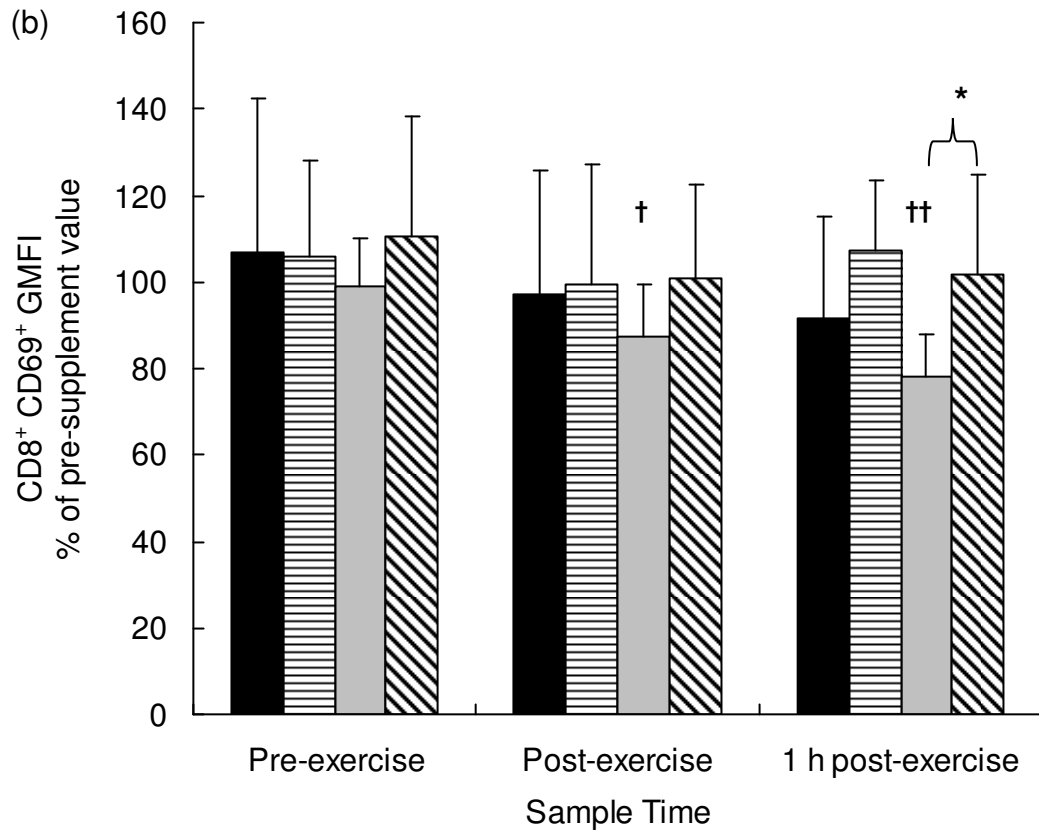 (b)
CD8⁺ CD69⁺ GMFI
% of pre-supplement value
160
140
120
100
80
60
40
20
0
†
††
*
Pre-exercise Post-exercise 1 h post-exercise
Sample Time